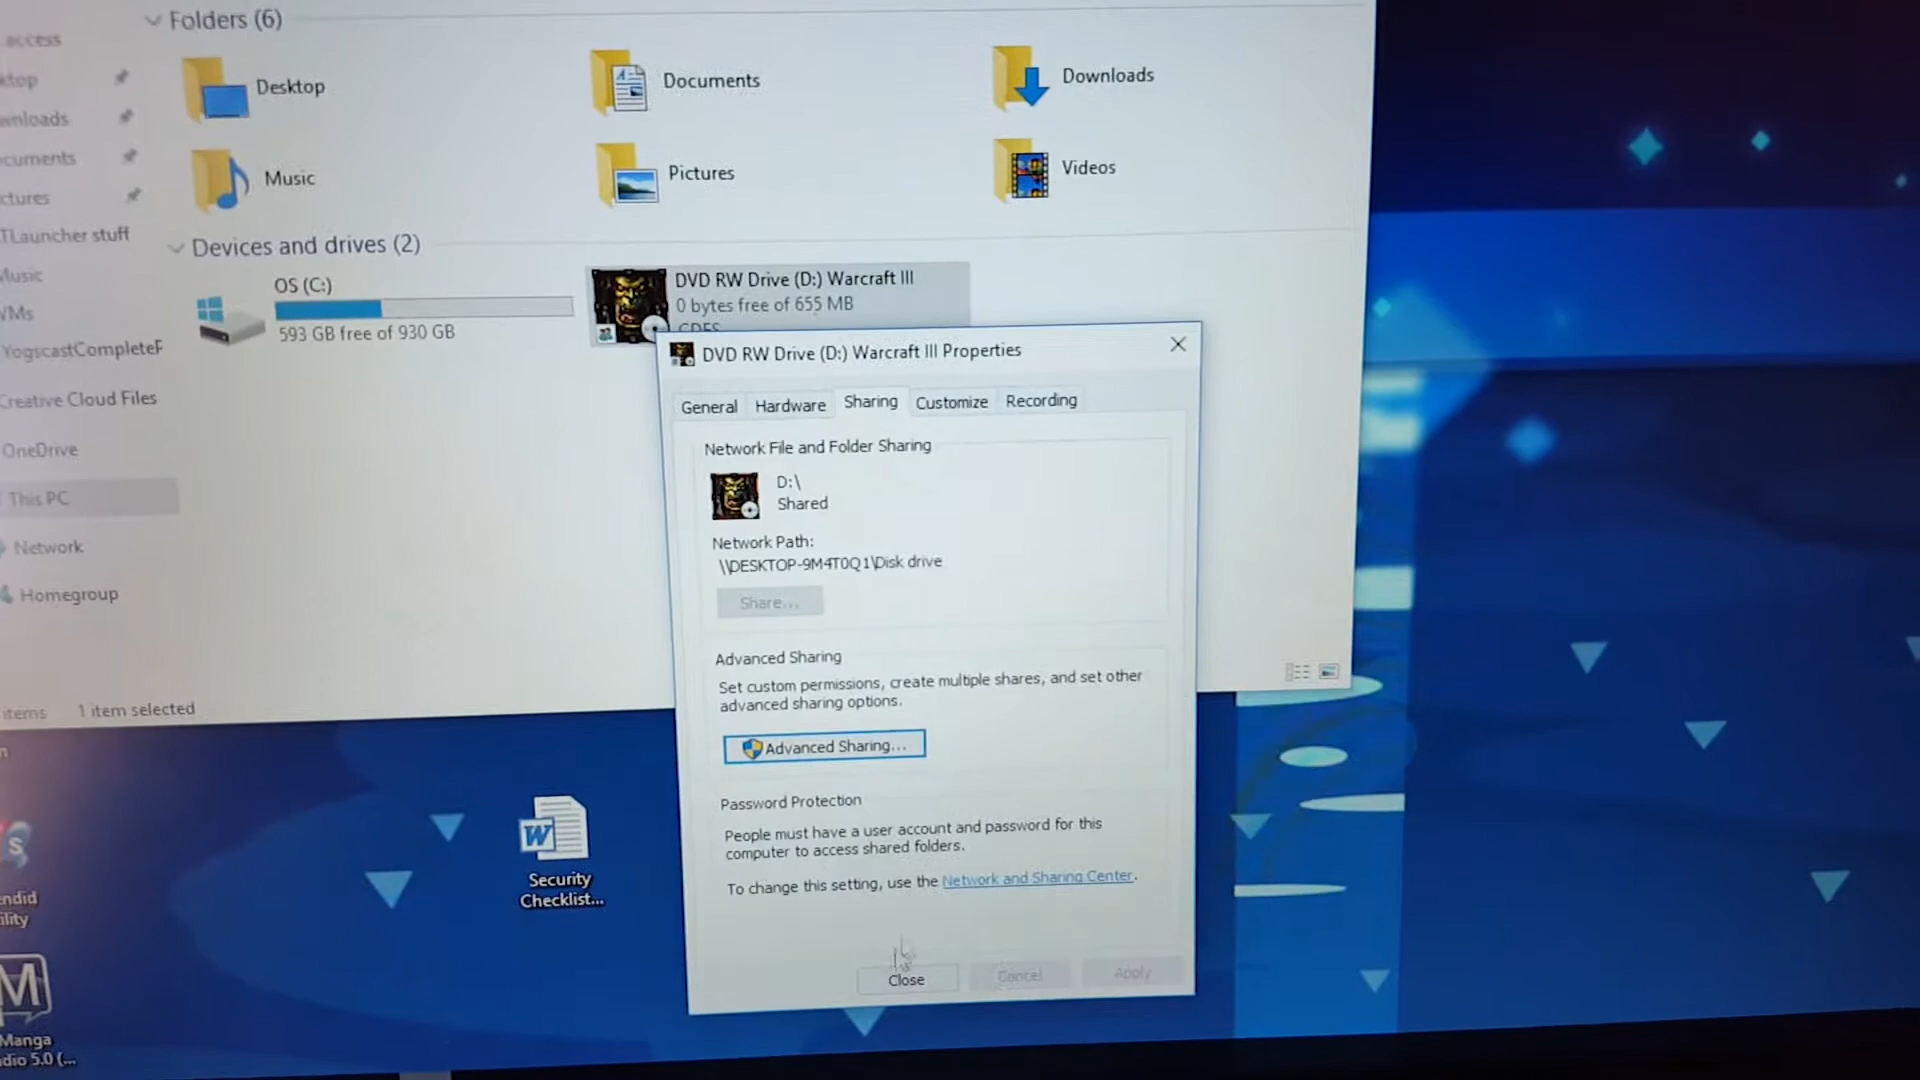 Folders (6)
access
ktop
Desktop
Documents
Downloads
wnloads
cuments
ctures
Music
Pictures
Videos
TLauncher stuff
Music
VMs
YogscastCompleteF
Creative Cloud Files
OneDrive
This PC
Network
Homegroup
Devices and drives (2)
OS (C:)
593 GB free of 930 GB
DVD RW Drive (D:) Warcraft III
0 bytes free of 655 MB
CDFS
items
1 item selected
DVD RW Drive (D:) Warcraft III Properties
General
Hardware
Sharing
Customize
Recording
Network File and Folder Sharing
D:\
Shared
Network Path:
\\DESKTOP-9M4T0Q1\Disk drive
Share...
Advanced Sharing
Set custom permissions, create multiple shares, and set other
advanced sharing options.
Advanced Sharing...
Password Protection
People must have a user account and password for this
computer to access shared folders.
To change this setting, use the Network and Sharing Center.
Close
Cancel
Apply
W
Security
Checklist...
S
endid
ility
M
Manga
dio 5.0 (...